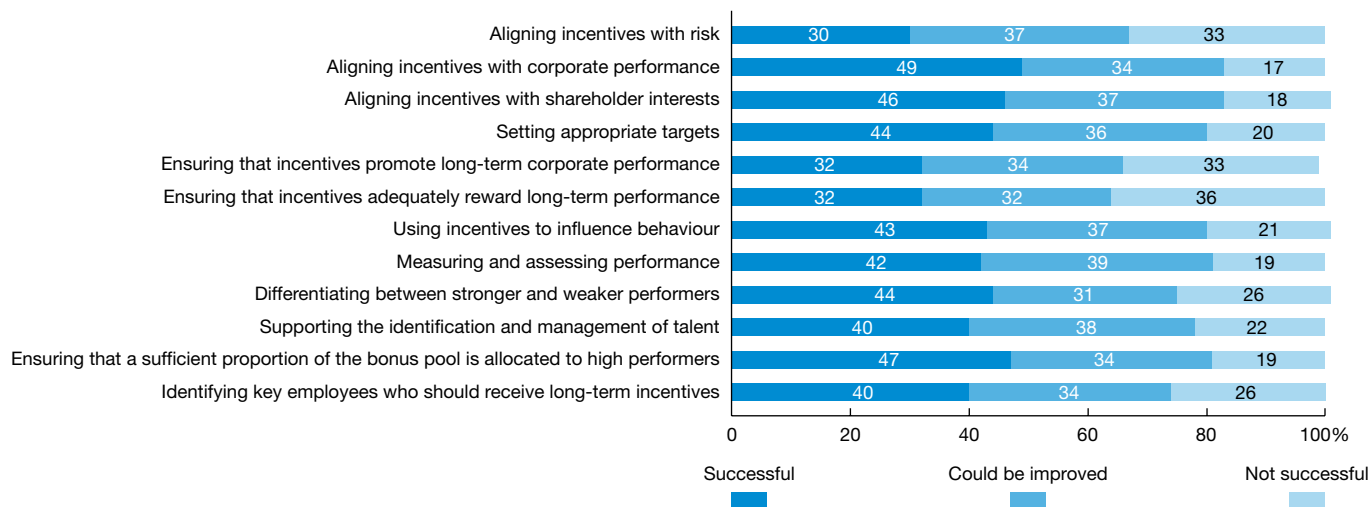 Aligning incentives with risk 30 37 33
Aligning incentives with corporate performance 49 34 17
Aligning incentives with shareholder interests 46 37 18
Setting appropriate targets 44 36 20
Ensuring that incentives promote long-term corporate performance 32 34 33
Ensuring that incentives adequately reward long-term performance 32 32 36
Using incentives to influence behaviour 43 37 21
Measuring and assessing performance 42 39 19
Differentiating between stronger and weaker performers 44 31 26
Supporting the identification and management of talent 40 38 22
Ensuring that a sufficient proportion of the bonus pool is allocated to high performers 47 34 19
Identifying key employees who should receive long-term incentives 40 34 26
0 20 40 60 80 100%
Successful Could be improved Not successful